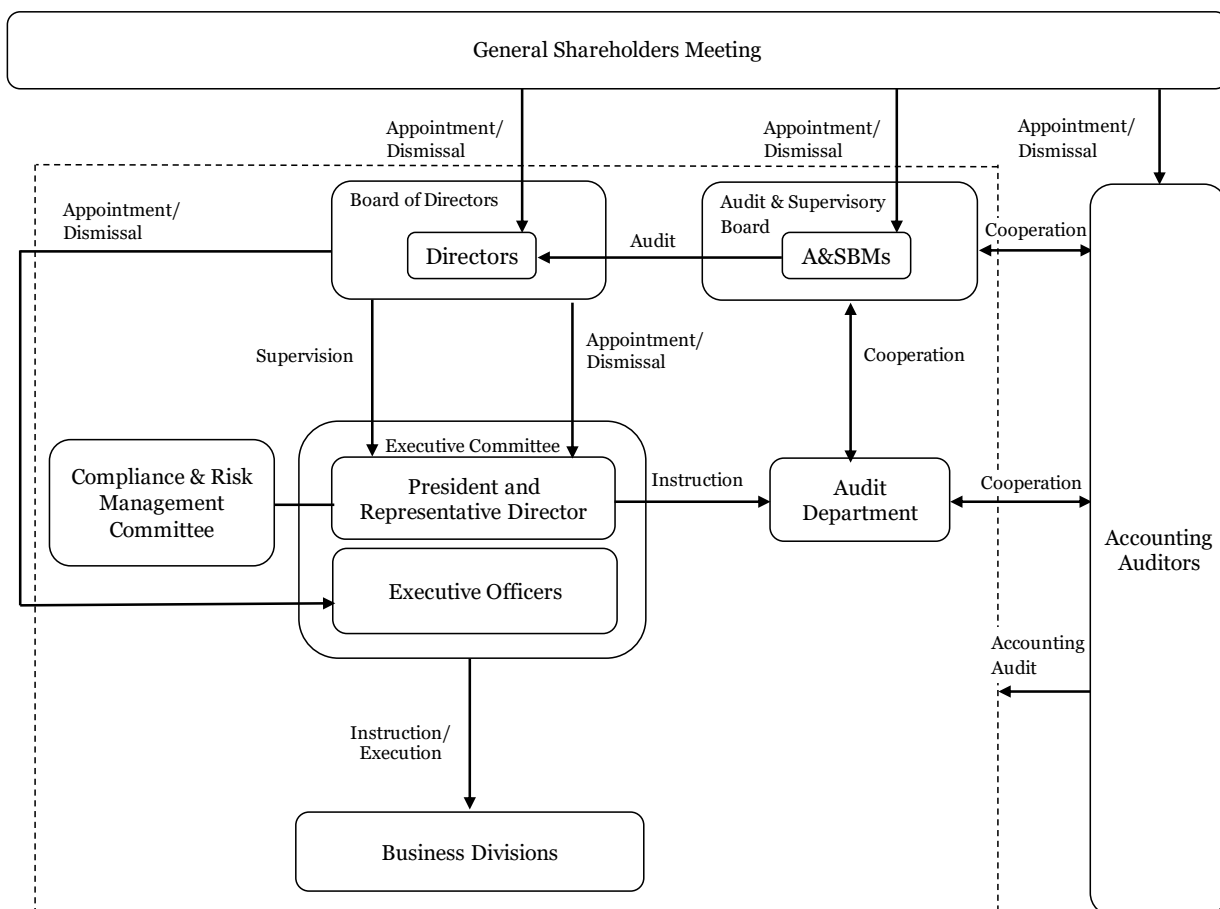 General Shareholders Meeting
Appointment/
Dismissal
Appointment/
Dismissal
Appointment/
Dismissal
Appointment/
Dismissal
Board of Directors
Directors
Audit
Audit & Supervisory
Board
A&SBMs
Cooperation
Supervision
Appointment/
Dismissal
Cooperation
Executive Committee
Compliance & Risk
Management
Committee
President and
Representative Director
Instruction
Audit
Department
Cooperation
Accounting
Auditors
Executive Officers
Accounting
Audit
Instruction/
Execution
Business Divisions